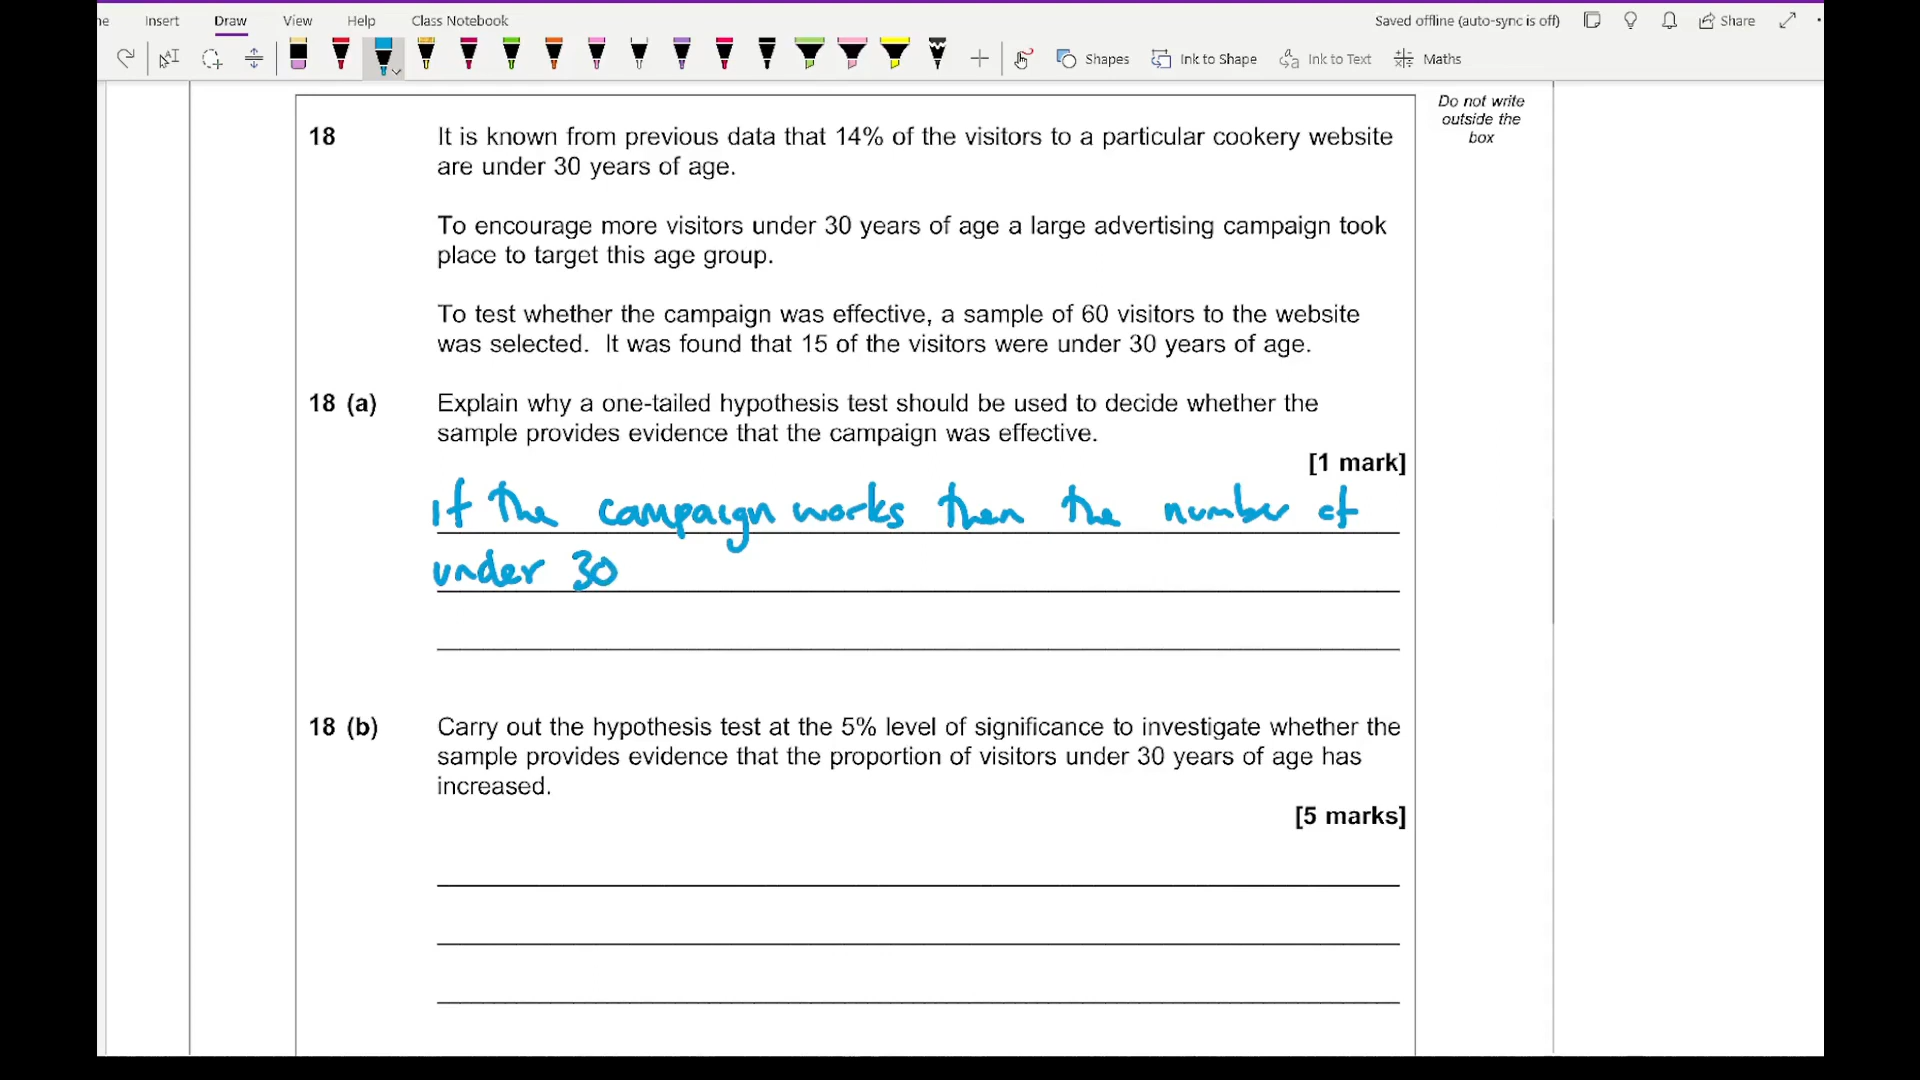 Insert Draw View Help Class Notebook Saved offline (auto-sync is off) Share
Shapes Ink to Shape Ink to Text Maths
Do not write
outside the
box
18 It is known from previous data that 14% of the visitors to a particular cookery website
are under 30 years of age.
To encourage more visitors under 30 years of age a large advertising campaign took
place to target this age group.
To test whether the campaign was effective, a sample of 60 visitors to the website
was selected. It was found that 15 of the visitors were under 30 years of age.
18 (a) Explain why a one-tailed hypothesis test should be used to decide whether the
sample provides evidence that the campaign was effective.
[1 mark]
If the campaign works then the number of
under 30
18 (b) Carry out the hypothesis test at the 5% level of significance to investigate whether the
sample provides evidence that the proportion of visitors under 30 years of age has
increased.
[5 marks]